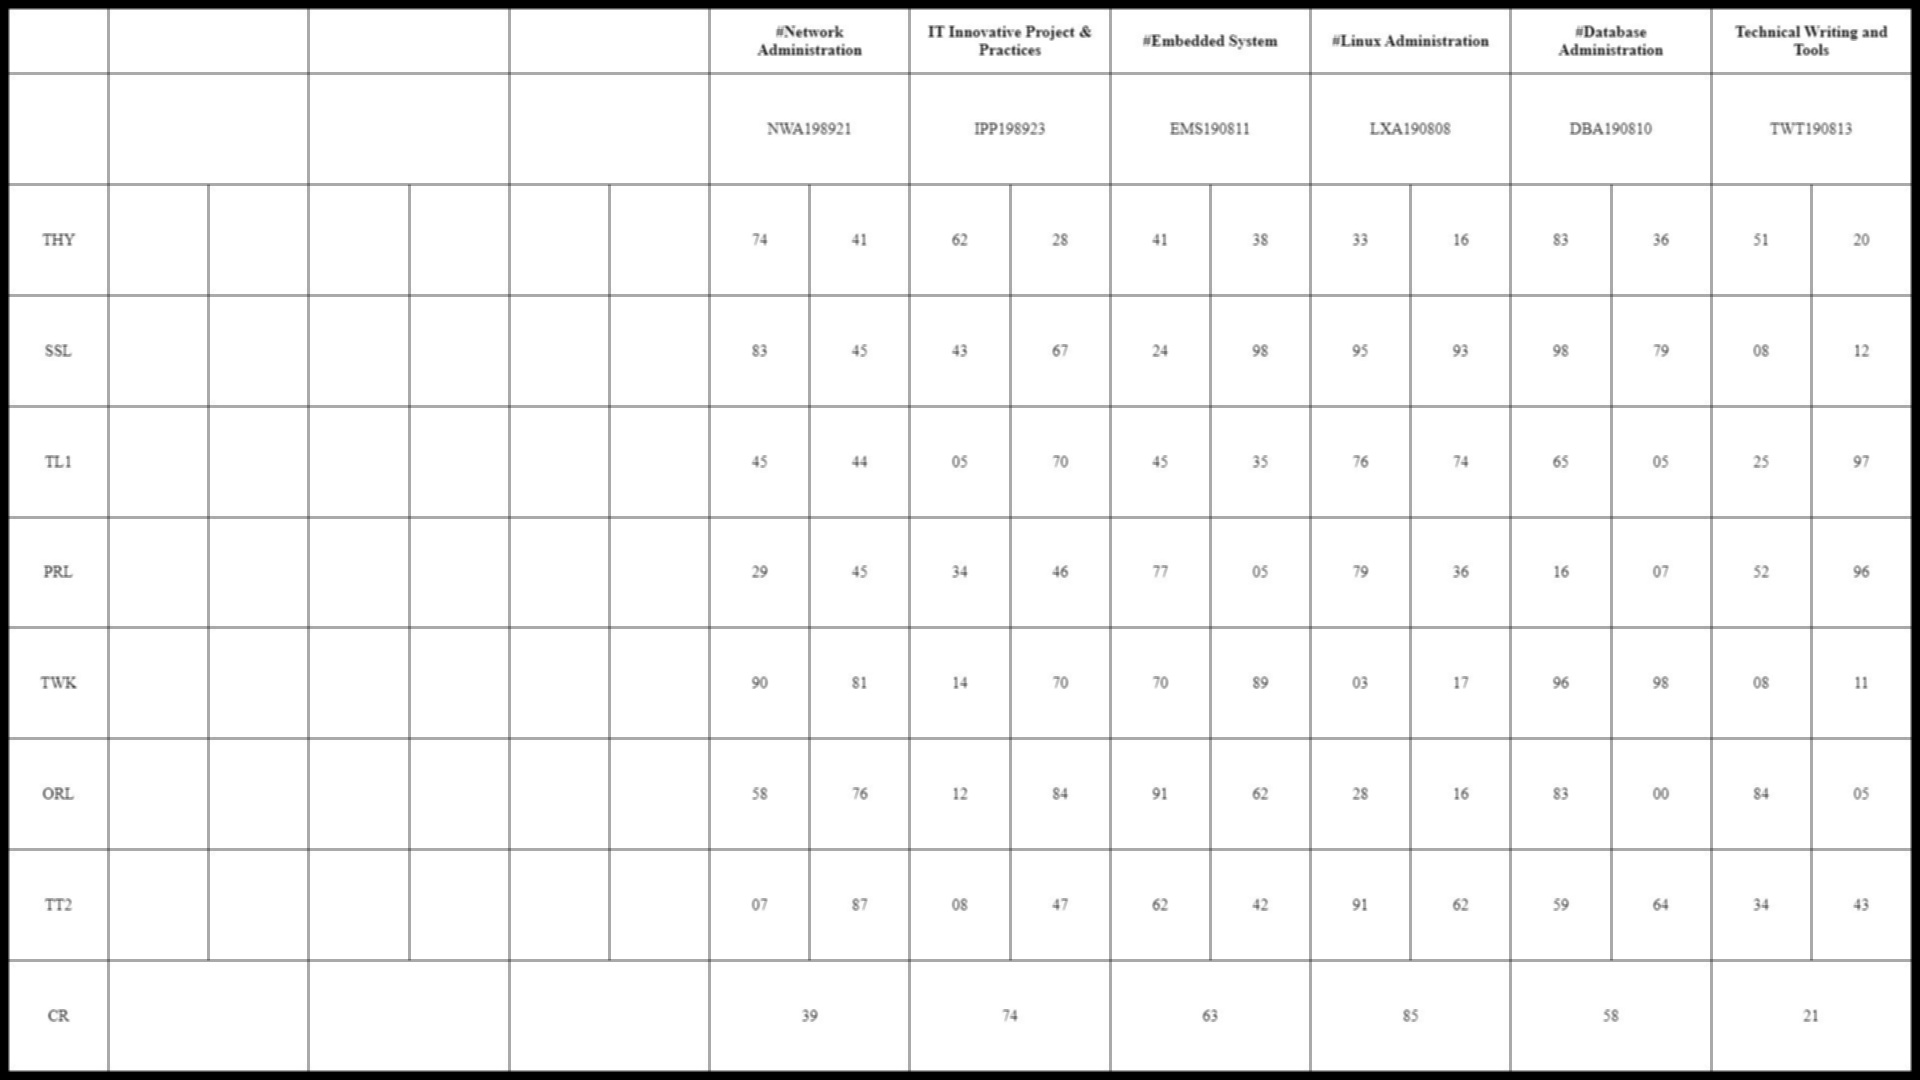 #Network Administration IT Innovative Project & Practices #Embedded System #Linux Administration #Database Administration Technical Writing and Tools
NWA198921 IPP198923 EMS190811 LXA190808 DBA190810 TWT190813
THY 74 41 62 28 41 38 33 16 83 36 51 20
SSL 83 45 43 67 24 98 95 93 98 79 08 12
TL1 45 44 05 70 45 35 76 74 65 05 25 97
PRL 29 45 34 46 77 05 79 36 16 07 52 96
TWK 90 81 14 70 70 89 03 17 96 98 08 11
ORL 58 76 12 84 91 62 28 16 83 00 84 05
TT2 07 87 08 47 62 42 91 62 59 64 34 43
CR 39 74 63 85 58 21